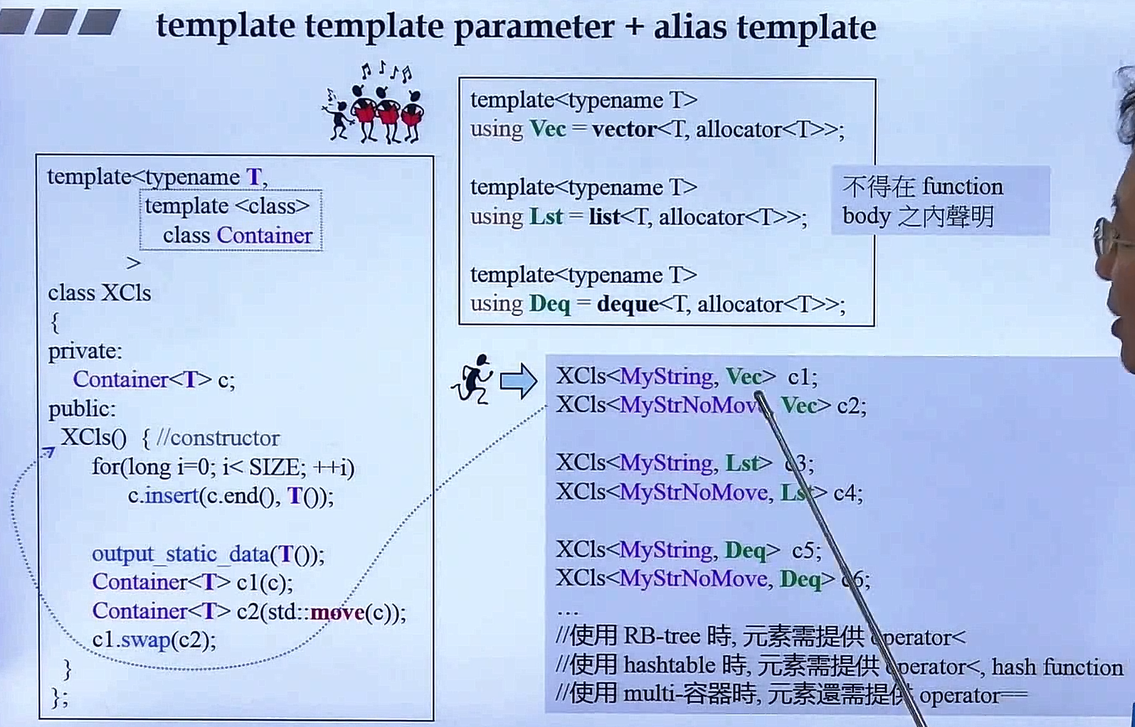 template template parameter + alias template
template<typename T,
template <class>
class Container
>
class XCls
{
private:
Container<T> c;
public:
XCls() { //constructor
for(long i=0; i< SIZE; ++i)
c.insert(c.end(), T());
output_static_data(T());
Container<T> c1(c);
Container<T> c2(std::move(c));
c1.swap(c2);
}
};
template<typename T>
using Vec = vector<T, allocator<T>>;
template<typename T>
using Lst = list<T, allocator<T>>;
template<typename T>
using Deq = deque<T, allocator<T>>;
不得在 function
body 之內聲明
XCls<MyString, Vec> c1;
XCls<MyStrNoMove, Vec> c2;
XCls<MyString, Lst> c3;
XCls<MyStrNoMove, Lst> c4;
XCls<MyString, Deq> c5;
XCls<MyStrNoMove, Deq> c6;
…
//使用 RB-tree 時, 元素需提供 operator<
//使用 hashtable 時, 元素需提供 operator<, hash function
//使用 multi-容器時, 元素還需提供 operator==